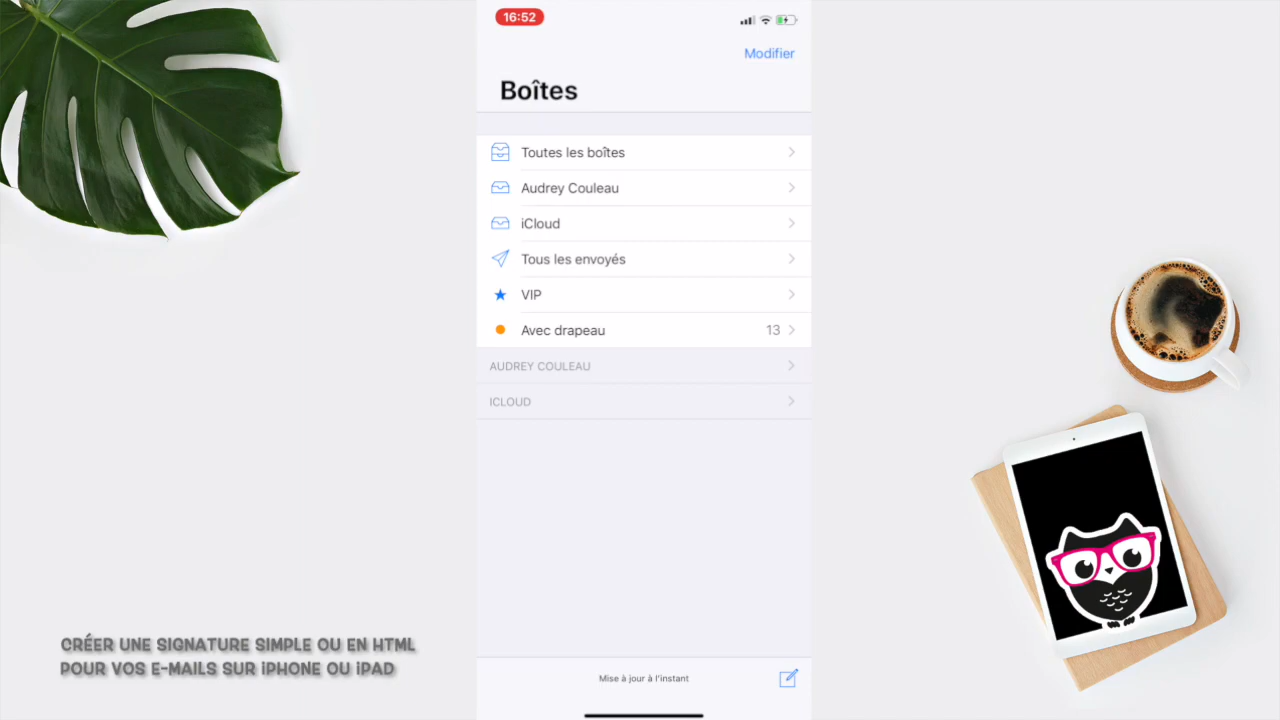 16:52
Modifier
Boîtes
Toutes les boîtes
Audrey Couleau
iCloud
Tous les envoyés
VIP
Avec drapeau 13
AUDREY COULEAU
ICLOUD
Mise à jour à l'instant
CRÉER UNE SIGNATURE SIMPLE OU EN HTML
POUR VOS E-MAILS SUR iPHONE OU iPAD